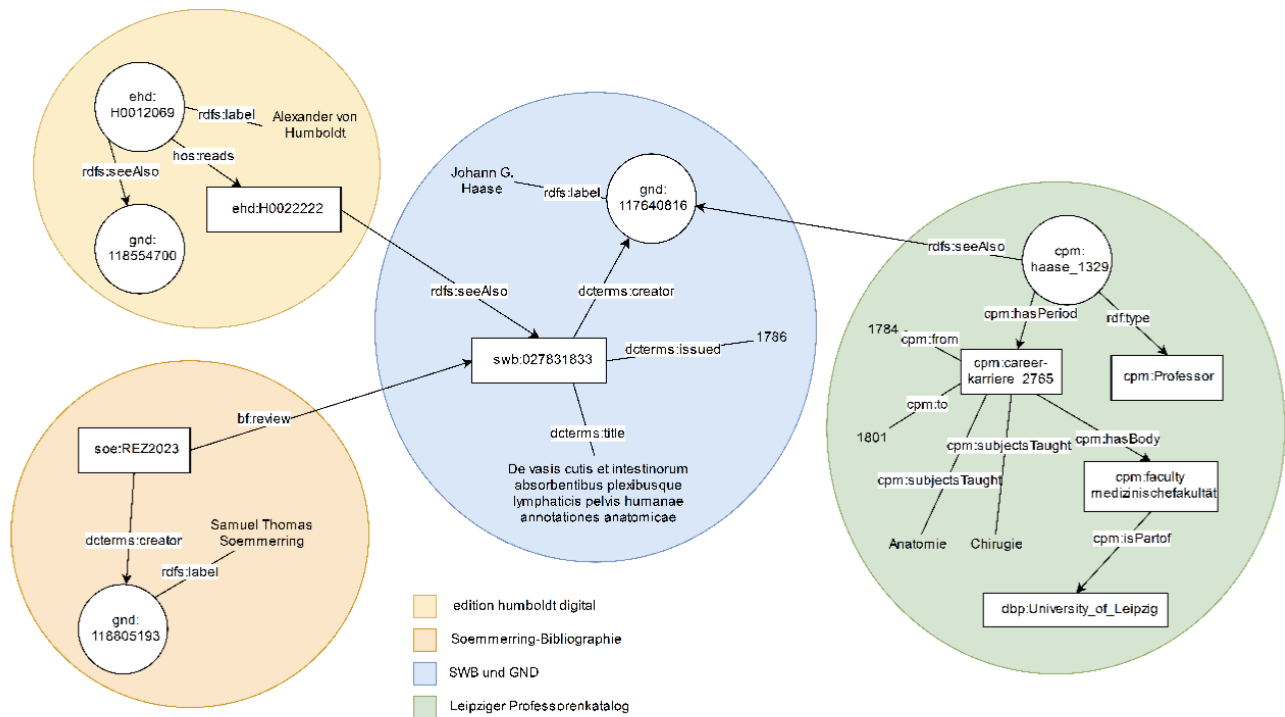 ehd:
H0012069
rdfs:label
Alexander von
Humboldt
hos:reads
rdfs:seeAlso
ehd:H0022222
gnd:
118554700
rdfs:seeAlso
Johann G.
Haase
rdfs:label
gnd:
117640816
dcterms:creator
swb:027831833
dcterms:issued
1786
dcterms:title
De vasis cutis et intestinorum
absorbentibus plexibusque
lymphaticis pelvis humanae
annotationes anatomicae
rdfs:seeAlso
cpm:
haase_1329
cpm:hasPeriod
rdf:type
1784
cpm:from
cpm:career-
karriere_2765
cpm:Professor
cpm:to
1801
cpm:subjectsTaught
cpm:subjectsTaught
cpm:hasBody
cpm:faculty
medizinischefakultät
Anatomie
Chirugie
cpm:isPartof
dbp:University_of_Leipzig
bf:review
soe:REZ2023
Samuel Thomas
Soemmerring
dcterms:creator
rdfs:label
gnd:
118805193
edition humboldt digital
Soemmerring-Bibliographie
SWB und GND
Leipziger Professorenkatalog